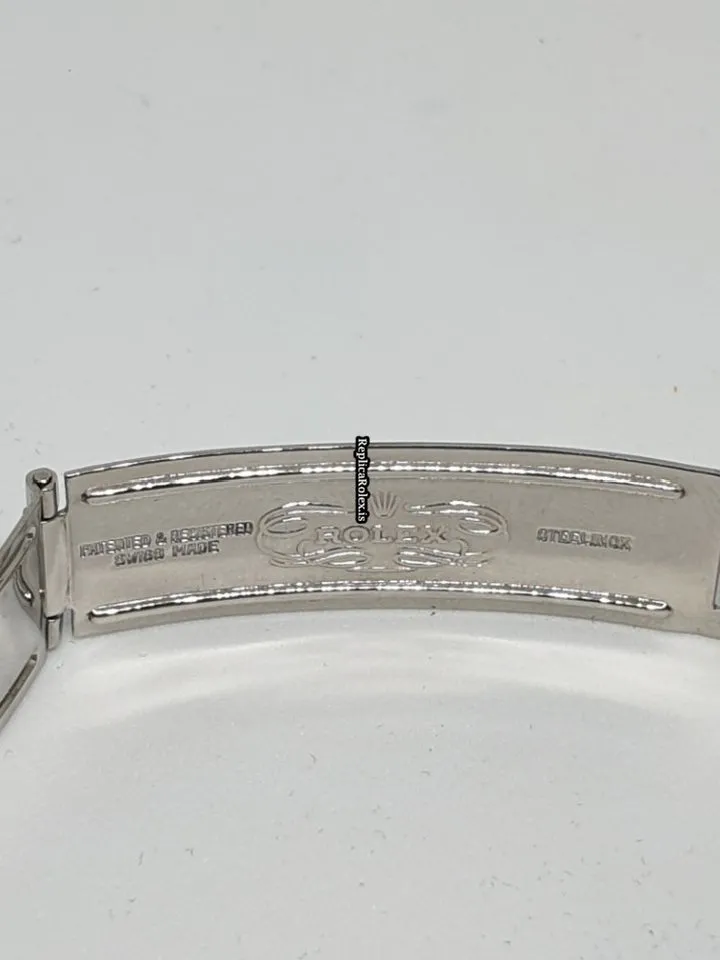 ReplicaRolex.is
PATENTED & REGISTERED
SWISS MADE
ROLEX
STEELINOX